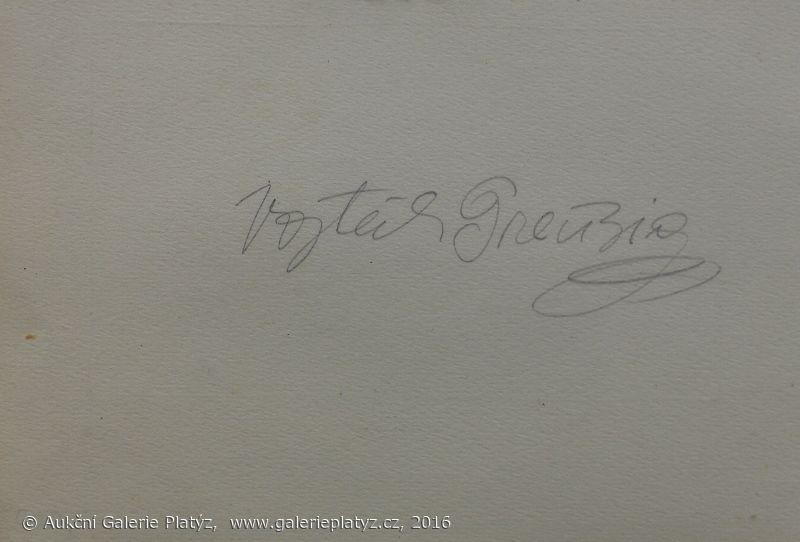 Vojtěch Preissig
© Aukční Galerie Platýz, www.galerieplatyz.cz, 2016